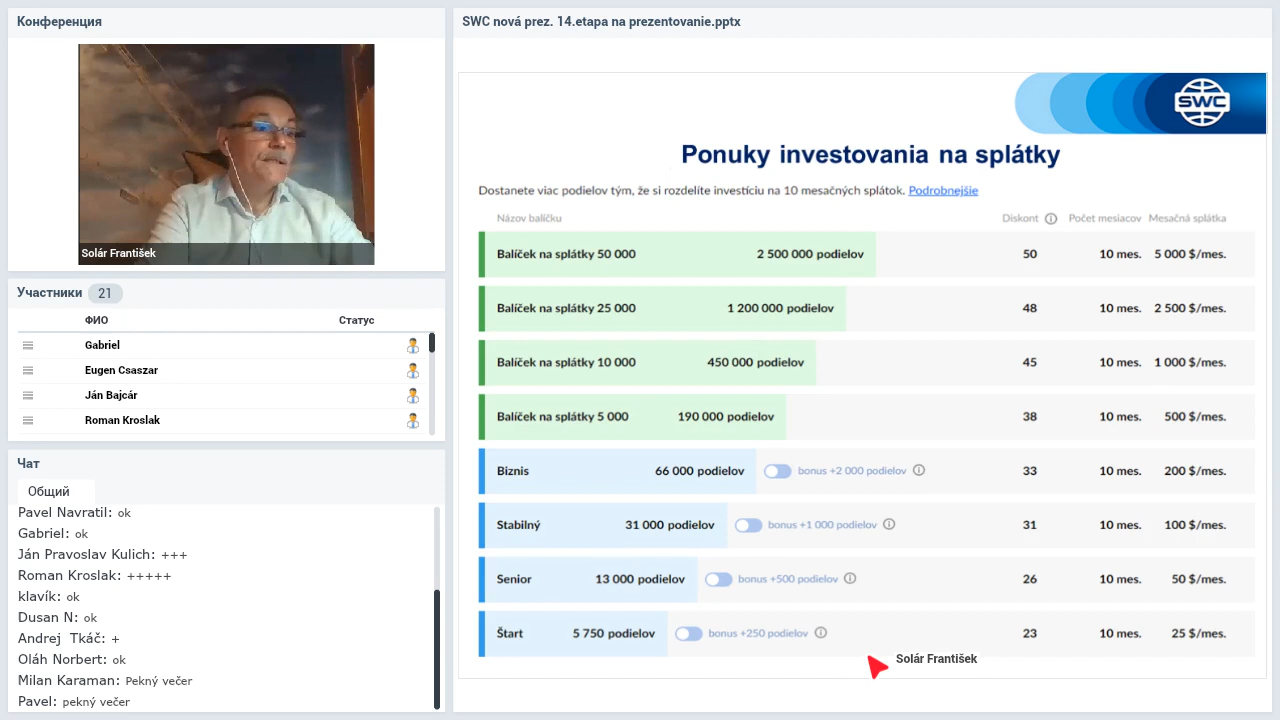 Конференция
Solár František
Участники 21
ФИО Статус
Gabriel
Eugen Csaszar
Ján Bajcár
Roman Kroslak
Чат
Общий
Pavel Navratil: ok
Gabriel: ok
Ján Pravoslav Kulich: +++
Roman Kroslak: +++++
klavík: ok
Dusan N: ok
Andrej Tkáč: +
Oláh Norbert: ok
Milan Karaman: Pekný večer
Pavel: pekný večer
SWC nová prez. 14.etapa na prezentovanie.pptx
SWC
Ponuky investovania na splátky
Dostanete viac podielov tým, že si rozdelíte investíciu na 10 mesačných splátok. Podrobnejšie
Názov balíčku Diskont Počet mesiacov Mesačná splátka
Balíček na splátky 50 000 2 500 000 podielov 50 10 mes. 5 000 $/mes.
Balíček na splátky 25 000 1 200 000 podielov 48 10 mes. 2 500 $/mes.
Balíček na splátky 10 000 450 000 podielov 45 10 mes. 1 000 $/mes.
Balíček na splátky 5 000 190 000 podielov 38 10 mes. 500 $/mes.
Biznis 66 000 podielov bonus +2 000 podielov 33 10 mes. 200 $/mes.
Stabilný 31 000 podielov bonus +1 000 podielov 31 10 mes. 100 $/mes.
Senior 13 000 podielov bonus +500 podielov 26 10 mes. 50 $/mes.
Štart 5 750 podielov bonus +250 podielov 23 10 mes. 25 $/mes.
Solár František